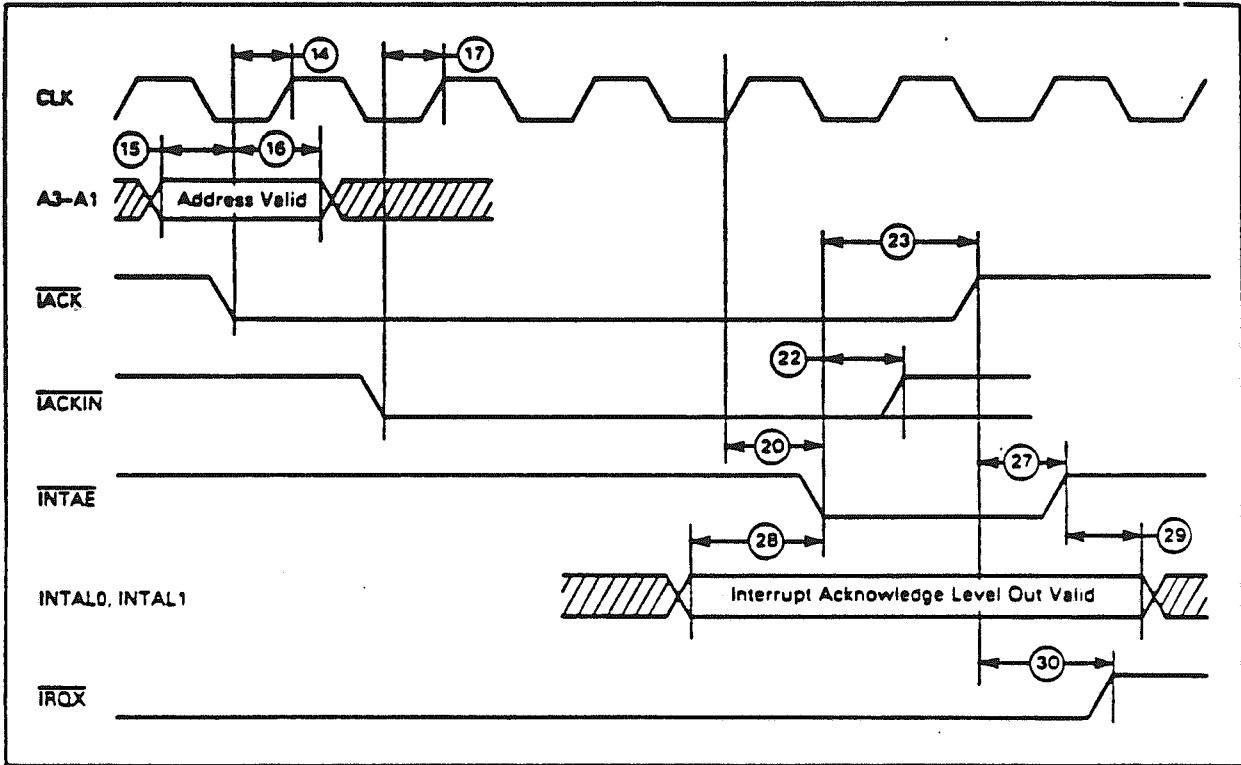 14
17
CLK
15
16
A3–A1
Address Valid
23
IACK
22
IACKIN
20
27
INTAE
28
29
INTAL0, INTAL1
Interrupt Acknowledge Level Out Valid
30
IRQX